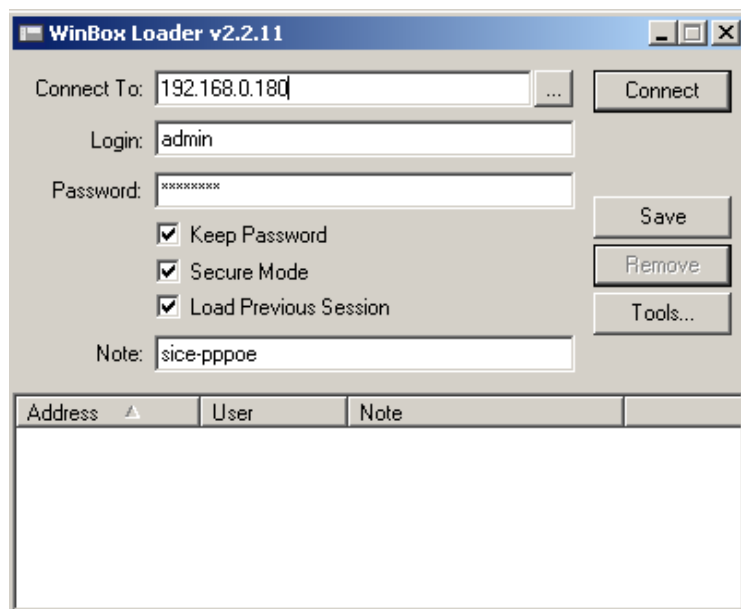 WinBox Loader v2.2.11
Connect To: 192.168.0.180 ... Connect
Login: admin
Password: ********
Keep Password
Save
Secure Mode
Remove
Load Previous Session
Tools...
Note: sice-pppoe
Address User Note